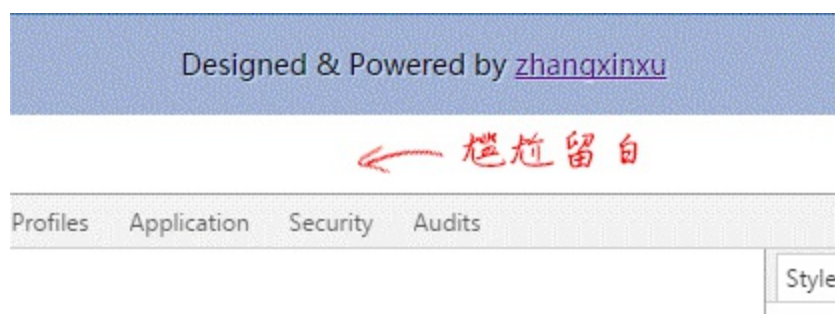 Designed & Powered by zhangxinxu
尴尬留白
Profiles Application Security Audits
Style